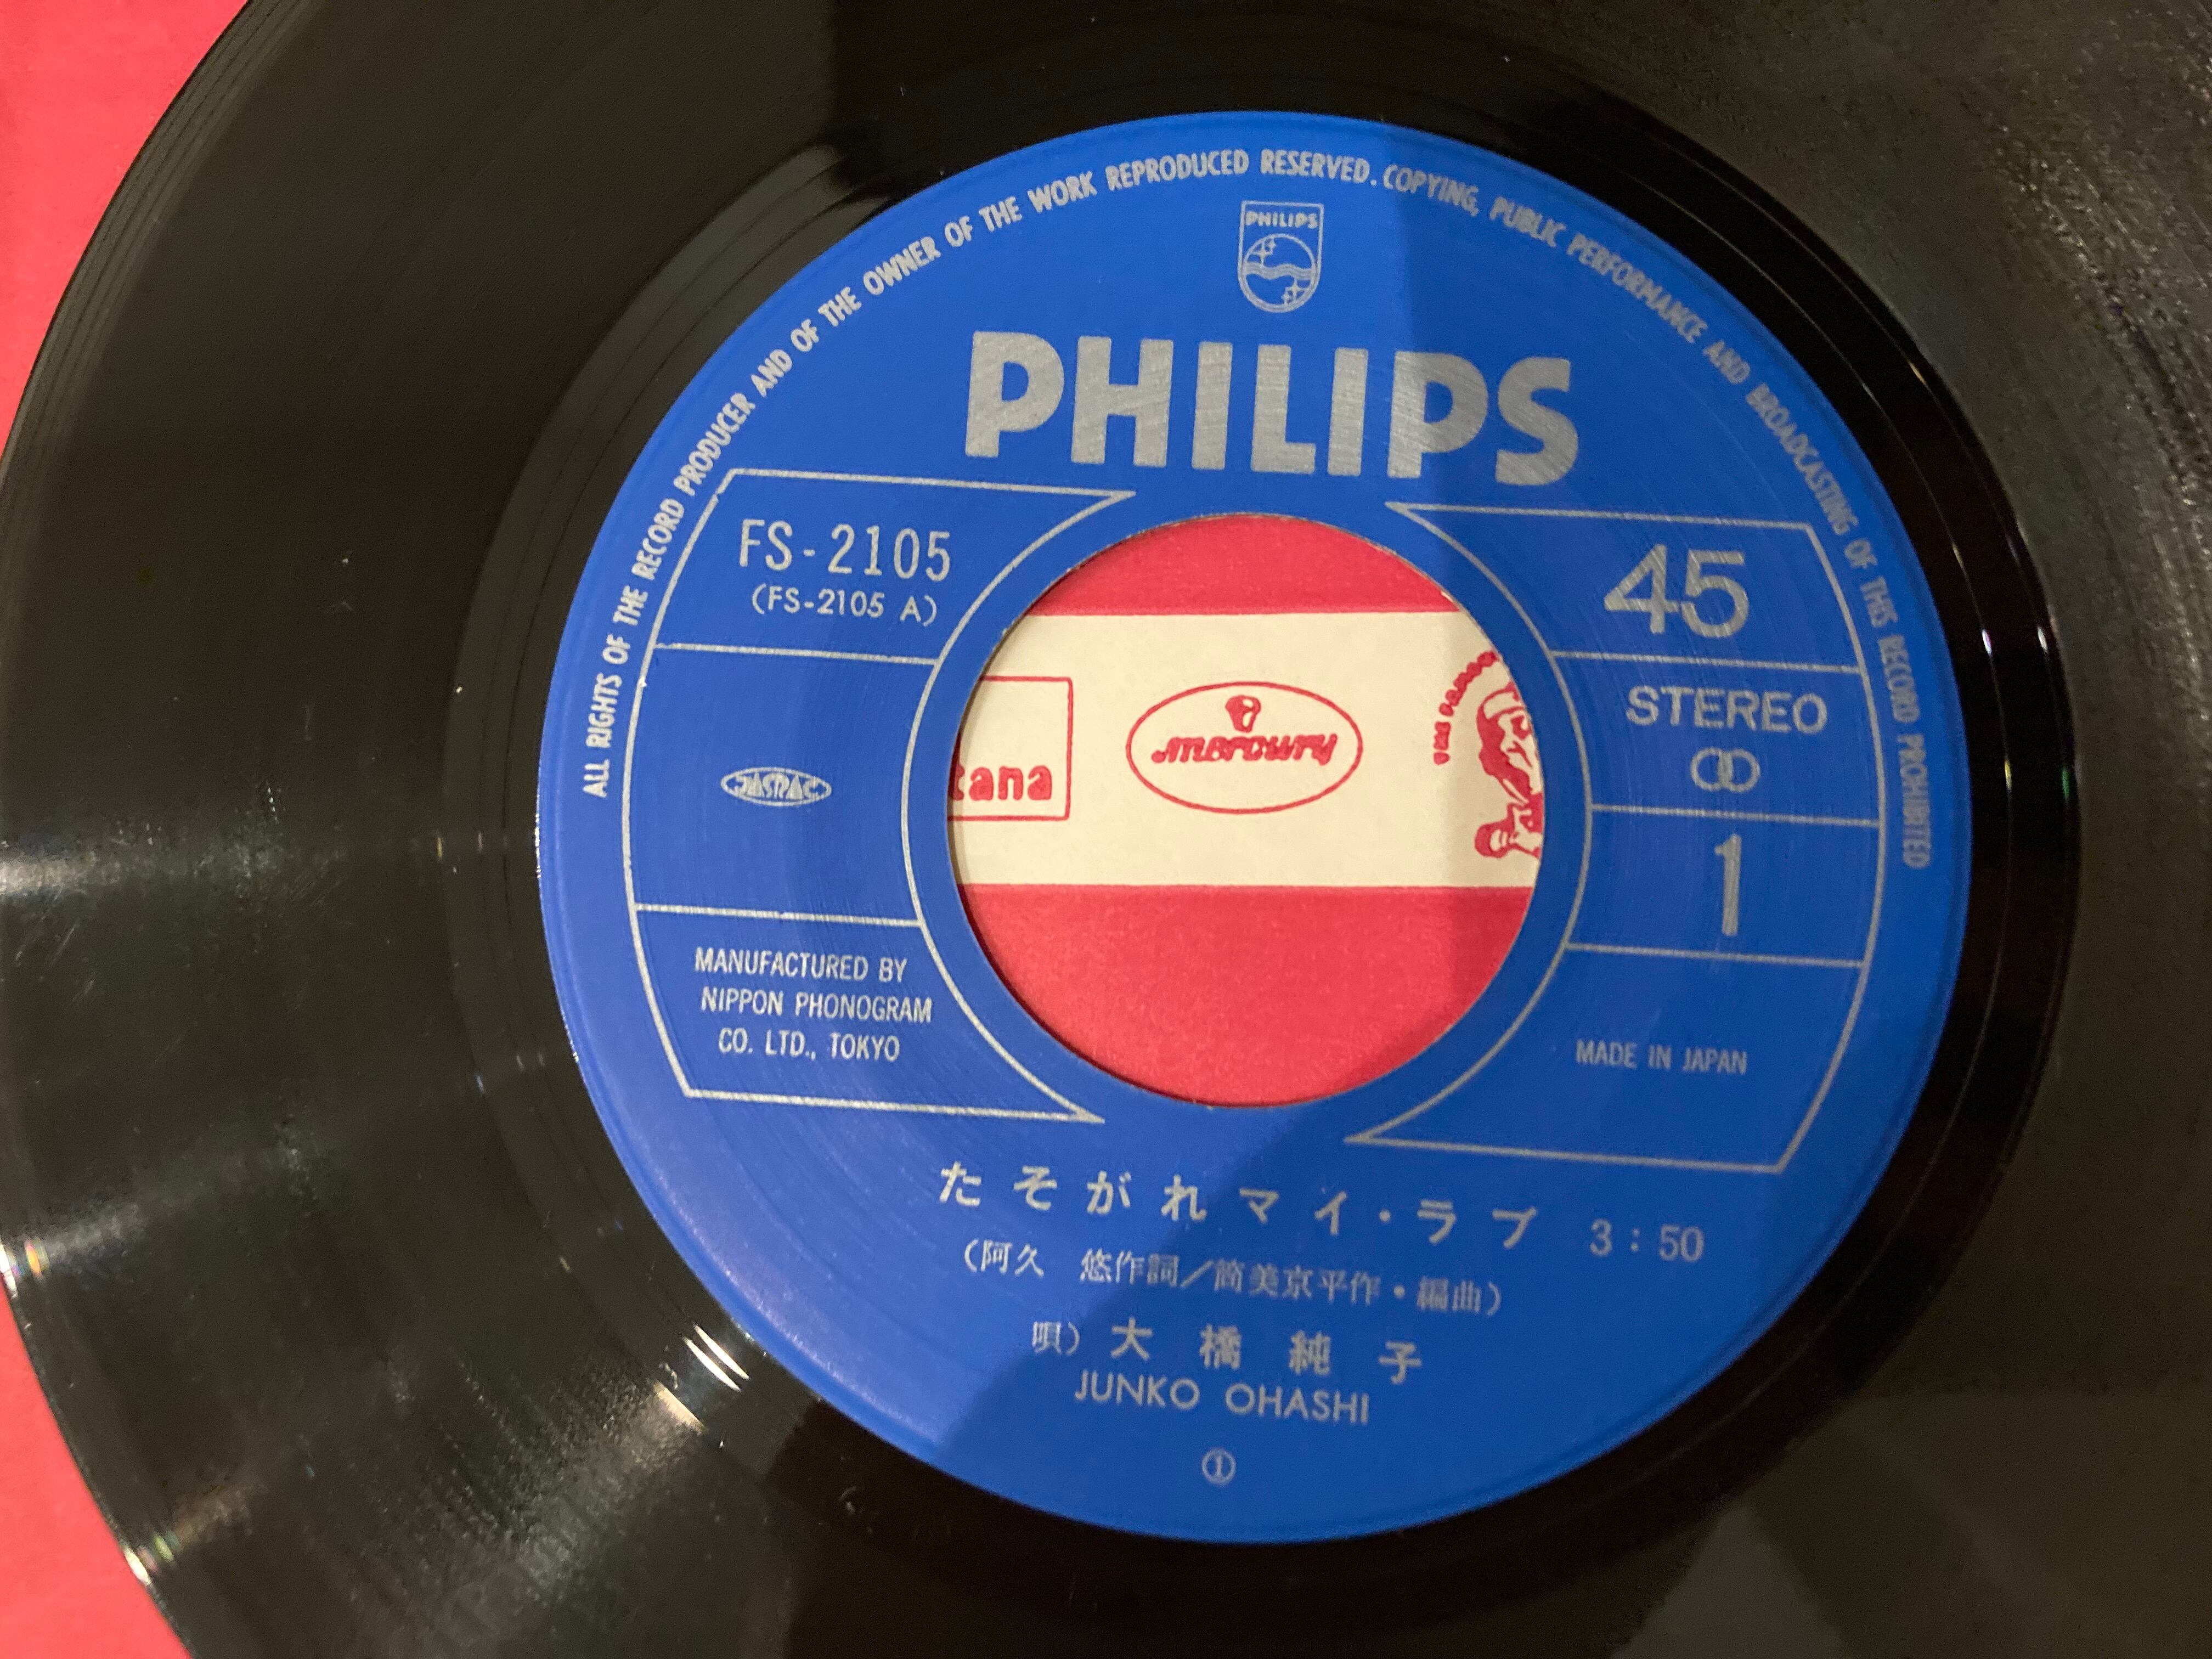 ALL RIGHTS OF THE RECORD PRODUCER AND OF THE OWNER OF THE WORK REPRODUCED RESERVED. COPYING, PUBLIC PERFORMANCE AND BROADCASTING OF THIS RECORD PROHIBITED
PHILIPS
PHILIPS
FS-2105
(FS-2105 A)
45
STEREO
1
JASRAC
tana
mercury
MANUFACTURED BY
NIPPON PHONOGRAM
CO. LTD., TOKYO
MADE IN JAPAN
たそがれマイ・ラブ 3:50
(阿久 悠作詞/筒美京平作・編曲)
唄) 大橋純子
JUNKO OHASHI
①